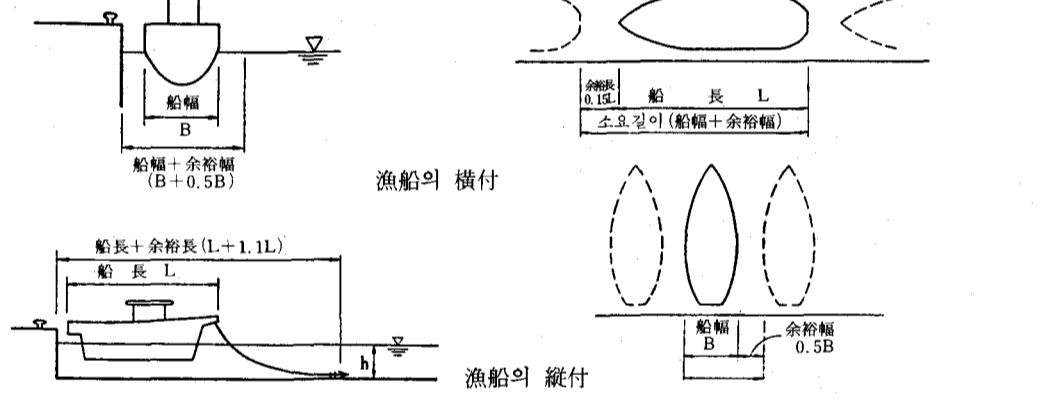 船幅
B
船幅＋余裕幅
(B＋0.5B)
余裕長
0.15L
船 長 L
소요길이(船幅＋余裕幅)
漁船의 横付
船長＋余裕長(L＋1.1L)
船 長 L
h
船幅
B
余裕幅
0.5B
漁船의 縦付